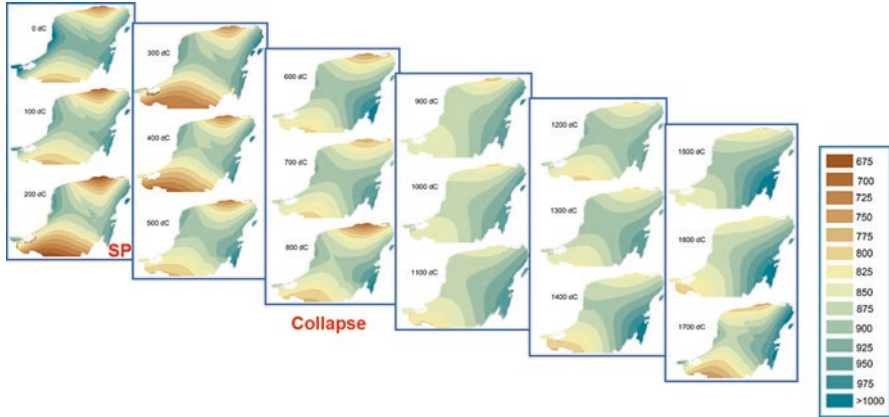 0 dC
100 dC
200 dC
SP
300 dC
400 dC
500 dC
600 dC
700 dC
800 dC
Collapse
900 dC
1000 dC
1100 dC
1200 dC
1300 dC
1400 dC
1500 dC
1600 dC
1700 dC
675
700
725
750
775
800
825
850
875
900
925
950
975
>1000